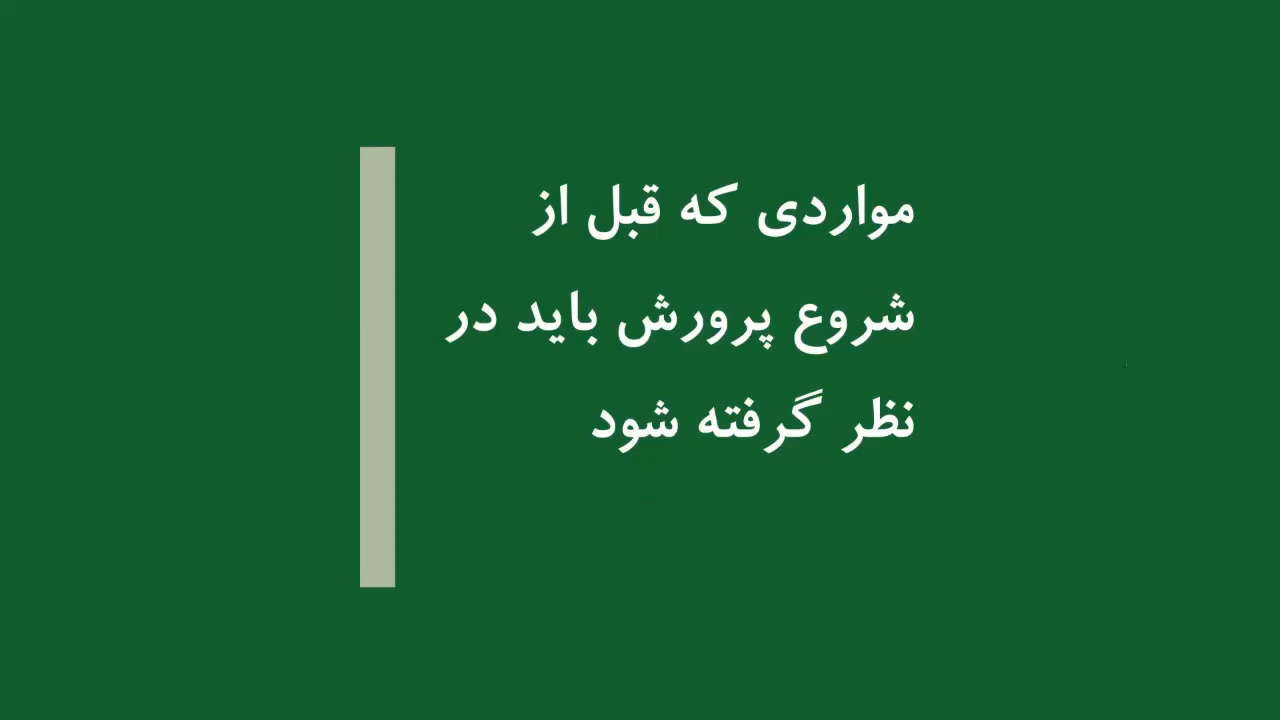 مواردی که قبل از
شروع پرورش باید در
نظر گرفته شود